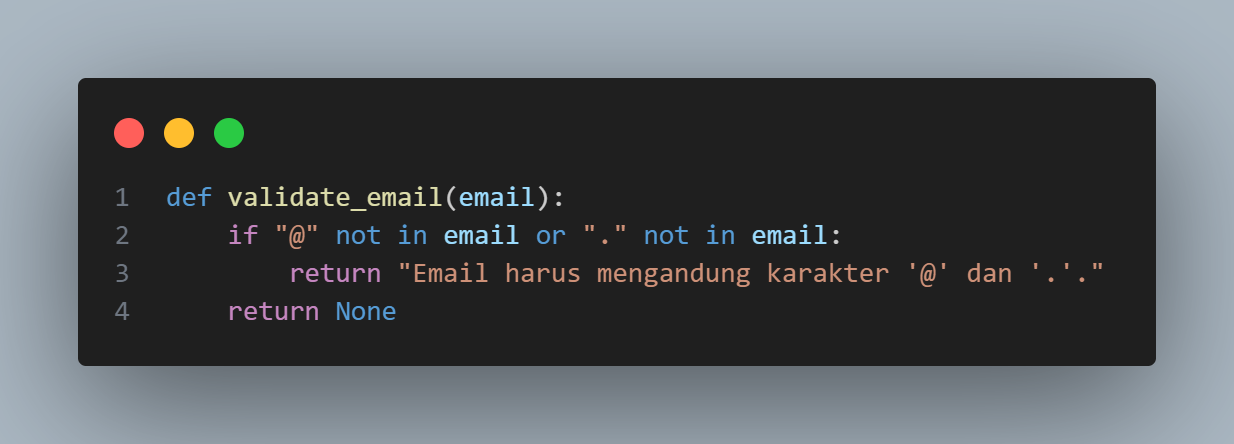 1 def validate_email(email):
2     if "@" not in email or "." not in email:
3         return "Email harus mengandung karakter '@' dan '.'."
4     return None